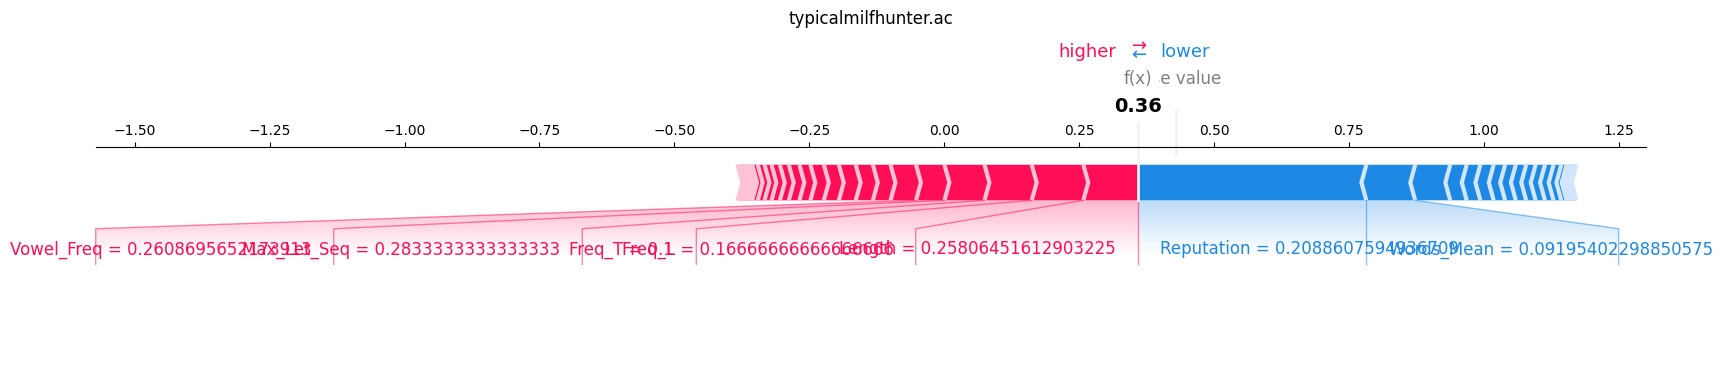 typicalmilfhunter.ac
higher ⇄ lower
f(x) e value
0.36
−1.50 −1.25 −1.00 −0.75 −0.50 −0.25 0.00 0.25 0.50 0.75 1.00 1.25
Vowel_Freq = 0.2608695652173913 Max_Let_Seq = 0.2833333333333333 Freq_T = 0.1 Freq_L = 0.16666666666666666 Length = 0.25806451612903225 Reputation = 0.2088607594936709 Words_Mean = 0.09195402298850575